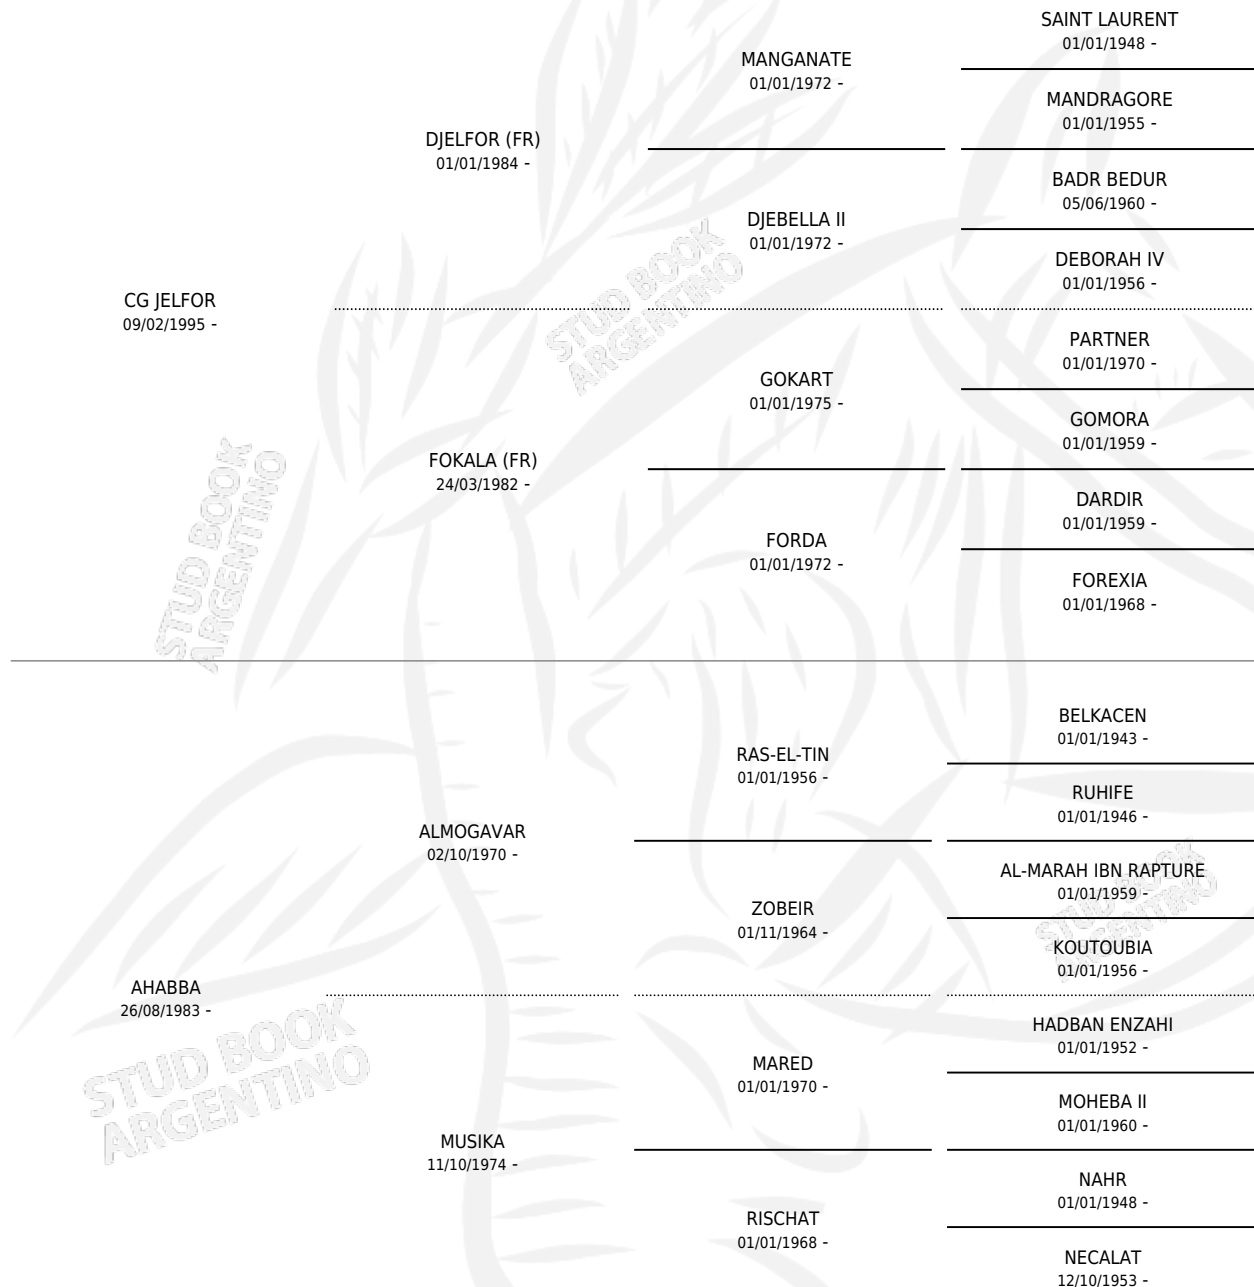 SAINT LAURENT
01/01/1948 -
MANGANATE
01/01/1972 -
MANDRAGORE
01/01/1955 -
DJELFOR (FR)
01/01/1984 -
BADR BEDUR
05/06/1960 -
DJEBELLA II
01/01/1972 -
DEBORAH IV
01/01/1956 -
CG JELFOR
09/02/1995 -
STUD BOOK
ARGENTINO
PARTNER
01/01/1970 -
GOKART
01/01/1975 -
GOMORA
01/01/1959 -
FOKALA (FR)
24/03/1982 -
DARDIR
01/01/1959 -
FORDA
01/01/1972 -
FOREXIA
01/01/1968 -
STUD BOOK
ARGENTINO
BELKACEN
01/01/1943 -
RAS-EL-TIN
01/01/1956 -
RUHIFE
01/01/1946 -
ALMOGAVAR
02/10/1970 -
AL-MARAH IBN RAPTURE
01/01/1959 -
ZOBEIR
01/11/1964 -
KOUTOUBIA
01/01/1956 -
STUD BOOK
ARGENTINO
AHABBA
26/08/1983 -
HADBAN ENZAHI
01/01/1952 -
MARED
01/01/1970 -
MOHEBA II
01/01/1960 -
STUD BOOK
ARGENTINO
MUSIKA
11/10/1974 -
NAHR
01/01/1948 -
RISCHAT
01/01/1968 -
NECALAT
12/10/1953 -